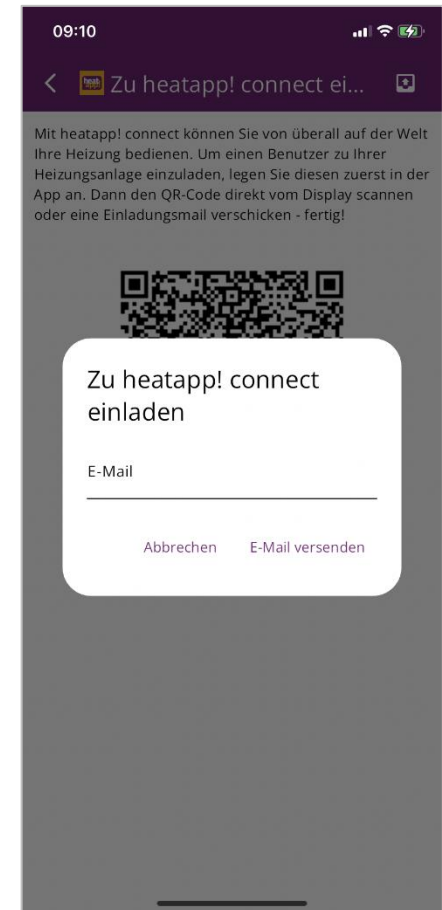 09:10
heat
Zu heatapp! connect ei...
Mit heatapp! connect können Sie von überall auf der Welt
Ihre Heizung bedienen. Um einen Benutzer zu Ihrer
Heizungsanlage einzuladen, legen Sie diesen zuerst in der
App an. Dann den QR-Code direkt vom Display scannen
oder eine Einladungsmail verschicken - fertig!
Zu heatapp! connect
einladen
E-Mail
Abbrechen E-Mail versenden